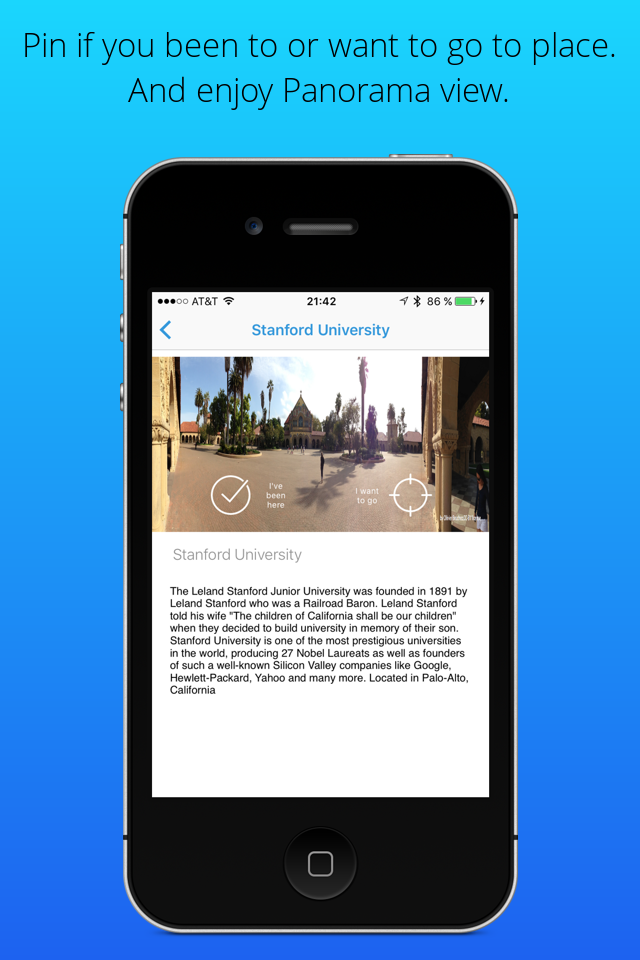 Pin if you been to or want to go to place.
And enjoy Panorama view.
AT&T 21:42 86 %
Stanford University
I've
been
here
I want
to go
Stanford University
The Leland Stanford Junior University was founded in 1891 by
Leland Stanford who was a Railroad Baron. Leland Stanford
told his wife "The children of California shall be our children"
when they decided to build university in memory of their son.
Stanford University is one of the most prestigious universities
in the world, producing 27 Nobel Laureats as well as founders
of such a well-known Silicon Valley companies like Google,
Hewlett-Packard, Yahoo and many more. Located in Palo-Alto,
California